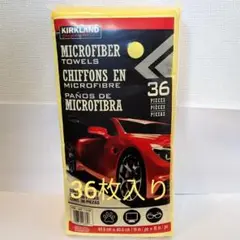 KIRKLAND
MICROFIBER
TOWELS
CHIFFONS EN
MICROFIBRE
PAÑOS DE
MICROFIBRA
36
PIECES
PIÈCES
PIEZAS
36枚入り